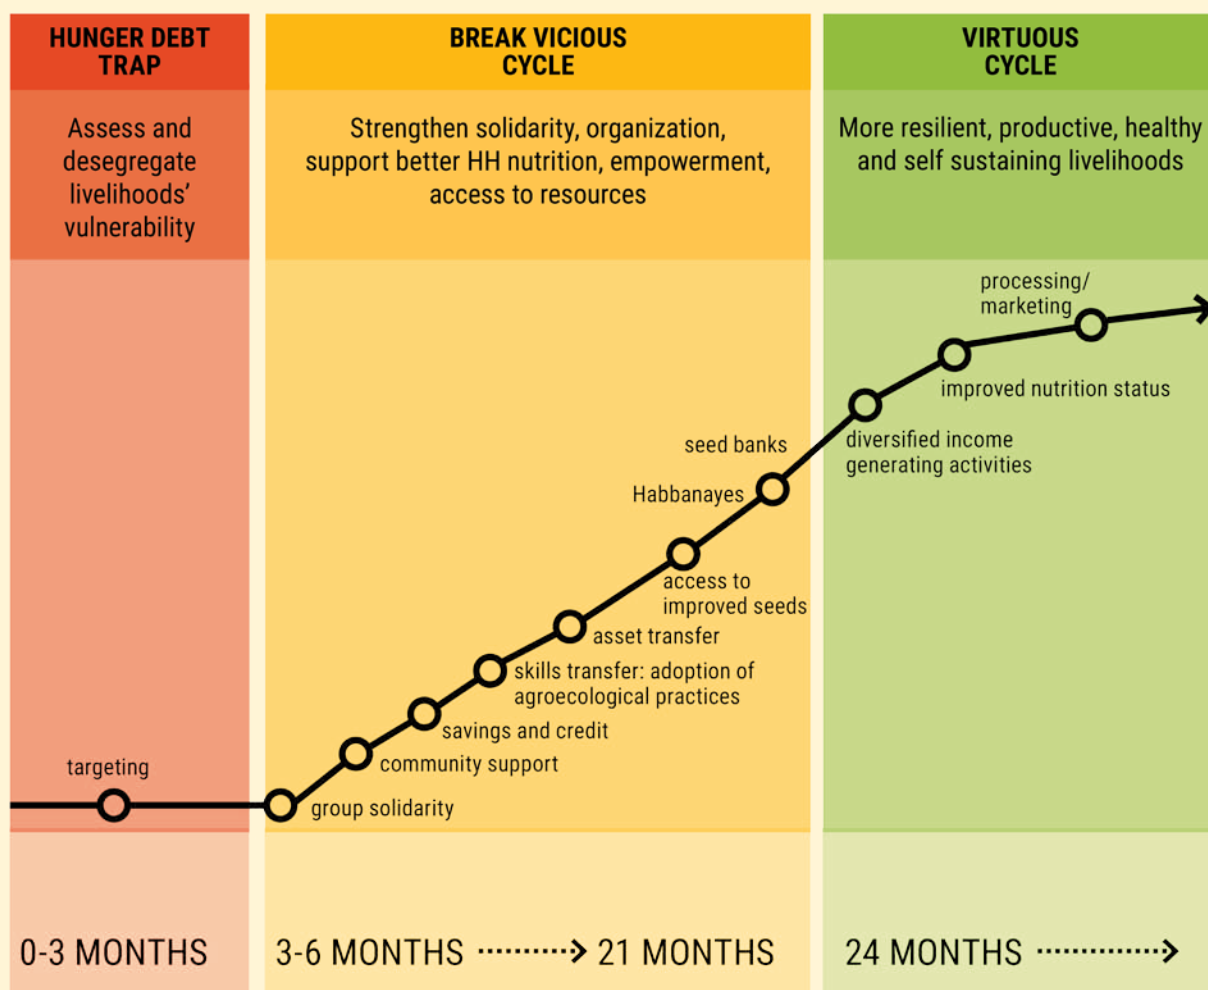 HUNGER DEBT
TRAP
Assess and
desegregate
livelihoods’
vulnerability
targeting
0-3 MONTHS
BREAK VICIOUS
CYCLE
Strengthen solidarity, organization,
support better HH nutrition, empowerment,
access to resources
seed banks
Habbanayes
access to
improved seeds
asset transfer
skills transfer: adoption of
agroecological practices
savings and credit
community support
group solidarity
3-6 MONTHS
21 MONTHS
VIRTUOUS
CYCLE
More resilient, productive, healthy
and self sustaining livelihoods
processing/
marketing
improved nutrition status
diversified income
generating activities
24 MONTHS